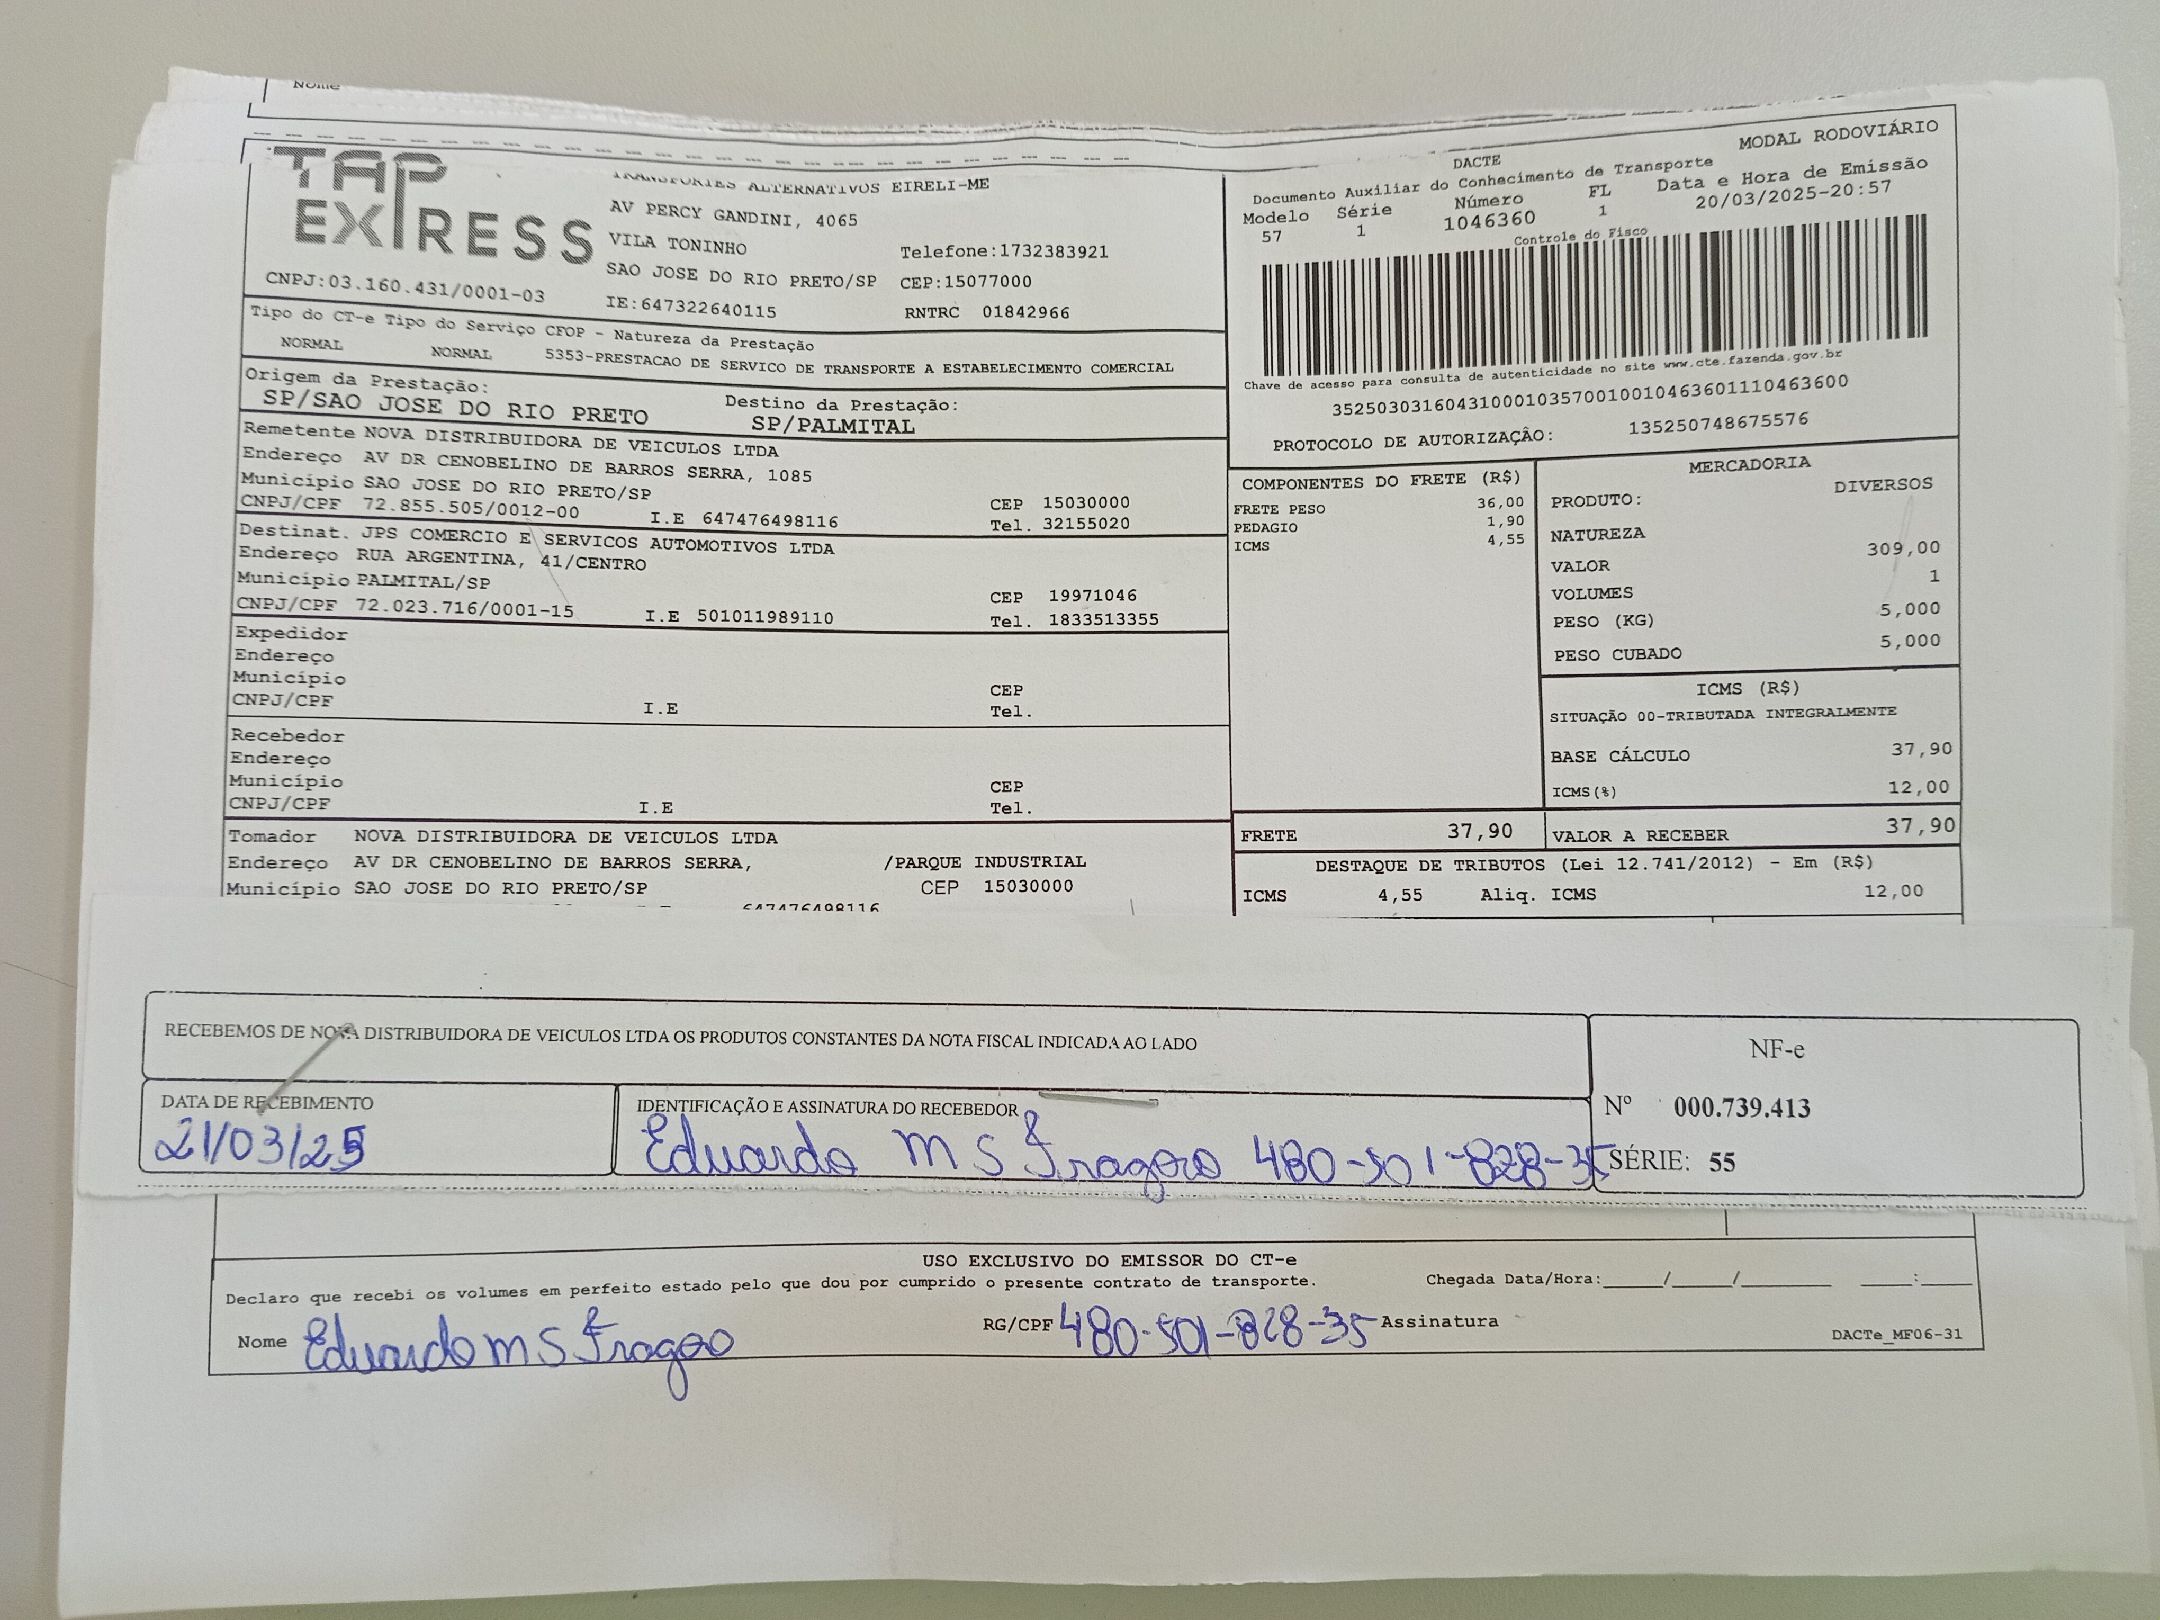 Nome
TAP
EXPRESS
TRANSPORTES ALTERNATIVOS EIRELI-ME
AV PERCY GANDINI, 4065
VILA TONINHO
Telefone:1732383921
SAO JOSE DO RIO PRETO/SP CEP:15077000
CNPJ:03.160.431/0001-03
IE:647322640115
RNTRC 01842966
Tipo do CT-e Tipo do Serviço CFOP - Natureza da Prestação
NORMAL NORMAL 5353-PRESTACAO DE SERVICO DE TRANSPORTE A ESTABELECIMENTO COMERCIAL
Origem da Prestação:
SP/SAO JOSE DO RIO PRETO
Destino da Prestação:
SP/PALMITAL
Remetente NOVA DISTRIBUIDORA DE VEICULOS LTDA
Endereço AV DR CENOBELINO DE BARROS SERRA, 1085
Município SAO JOSE DO RIO PRETO/SP CEP 15030000
CNPJ/CPF 72.855.505/0012-00 I.E 647476498116 Tel. 32155020
Destinat. JPS COMERCIO E SERVICOS AUTOMOTIVOS LTDA
Endereço RUA ARGENTINA, 41/CENTRO
Município PALMITAL/SP CEP 19971046
CNPJ/CPF 72.023.716/0001-15 I.E 501011989110 Tel. 1833513355
Expedidor
Endereço
Município CEP
CNPJ/CPF I.E Tel.
Recebedor
Endereço
Município CEP
CNPJ/CPF I.E Tel.
Tomador NOVA DISTRIBUIDORA DE VEICULOS LTDA
Endereço AV DR CENOBELINO DE BARROS SERRA, /PARQUE INDUSTRIAL
Município SAO JOSE DO RIO PRETO/SP CEP 15030000
647476498116
MODAL RODOVIÁRIO
DACTE
Documento Auxiliar do Conhecimento de Transporte
Modelo Série Número FL Data e Hora de Emissão
57 1 1046360 1 20/03/2025-20:57
Controle do Fisco
Chave de acesso para consulta de autenticidade no site www.cte.fazenda.gov.br
35250303160431000103570010010463601110463600
PROTOCOLO DE AUTORIZAÇÃO: 135250748675576
COMPONENTES DO FRETE (R$)
FRETE PESO 36,00
PEDAGIO 1,90
ICMS 4,55
MERCADORIA
PRODUTO: DIVERSOS
NATUREZA
VALOR 309,00
VOLUMES 1
PESO (KG) 5,000
PESO CUBADO 5,000
ICMS (R$)
SITUAÇÃO 00-TRIBUTADA INTEGRALMENTE
BASE CÁLCULO 37,90
ICMS(%) 12,00
FRETE 37,90
VALOR A RECEBER 37,90
DESTAQUE DE TRIBUTOS (Lei 12.741/2012) - Em (R$)
ICMS 4,55 Aliq. ICMS 12,00
RECEBEMOS DE NOVA DISTRIBUIDORA DE VEICULOS LTDA OS PRODUTOS CONSTANTES DA NOTA FISCAL INDICADA AO LADO
DATA DE RECEBIMENTO
21/03/25
IDENTIFICAÇÃO E ASSINATURA DO RECEBEDOR
Eduardo M S Fragoso 480-501-828-35
NF-e
Nº 000.739.413
SÉRIE: 55
USO EXCLUSIVO DO EMISSOR DO CT-e
Declaro que recebi os volumes em perfeito estado pelo que dou por cumprido o presente contrato de transporte. Chegada Data/Hora:____/____/______ ___:___
Nome Eduardo M S Fragoso RG/CPF 480-501-828-35 Assinatura
DACTe_MF06-31